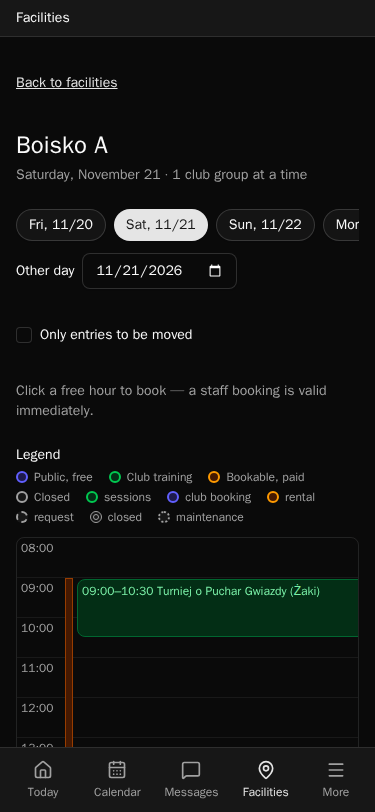 Facilities
Back to facilities
Boisko A
Saturday, November 21 · 1 club group at a time
Fri, 11/20 Sat, 11/21 Sun, 11/22 Mor
Other day 11/21/2026
Only entries to be moved
Click a free hour to book — a staff booking is valid
immediately.
Legend
Public, free Club training Bookable, paid
Closed sessions club booking rental
request closed maintenance
08:00
09:00 09:00–10:30 Turniej o Puchar Gwiazdy (Żaki)
10:00
11:00
12:00
Today Calendar Messages Facilities More